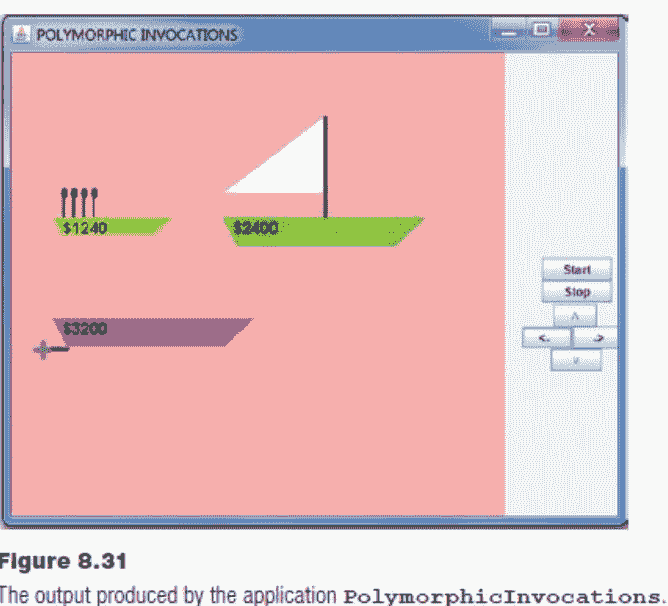 POLYMORPHIC INVOCATIONS
$1240
$2400
$3200
Start
Stop
^
<.
.>
v
Figure 8.31
The output produced by the application PolymorphicInvocations.